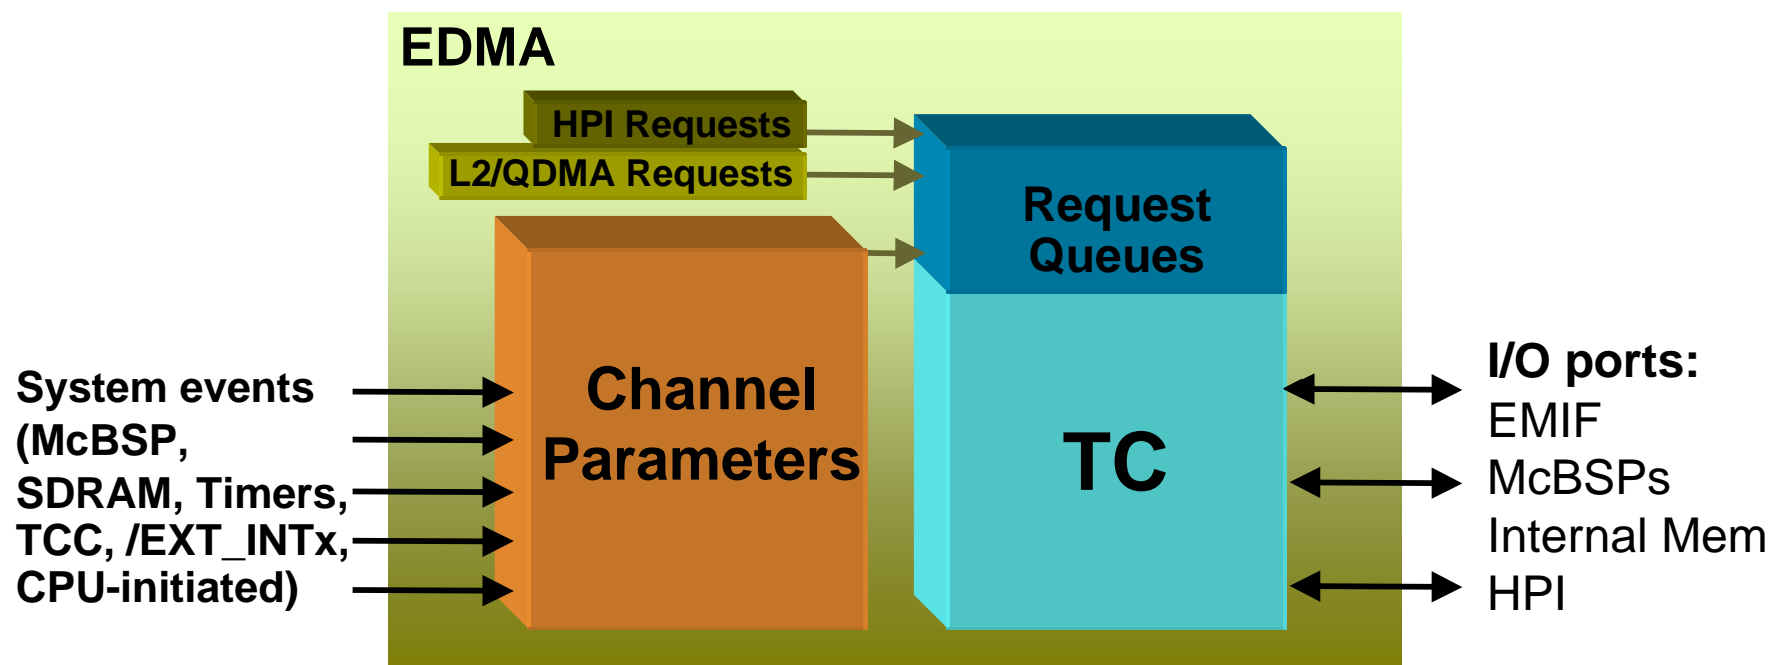 EDMA
HPI Requests
L2/QDMA Requests
Request
Queues
Channel
Parameters
TC
System events
(McBSP,
SDRAM, Timers,
TCC, /EXT_INTx,
CPU-initiated)
I/O ports:
EMIF
McBSPs
Internal Mem
HPI